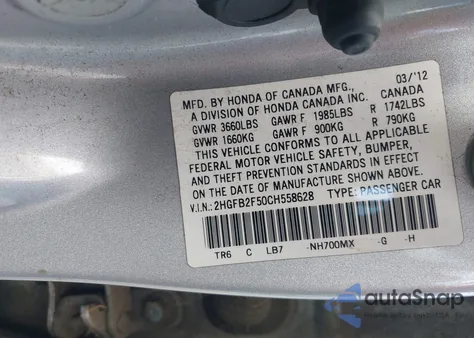 MFD. BY HONDA OF CANADA MFG., 03/'12
A DIVISION OF HONDA CANADA INC. CANADA
GVWR 3660LBS GAWR F 1985LBS R 1742LBS
GVWR 1660KG GAWR F 900KG R 790KG
THIS VEHICLE CONFORMS TO ALL APPLICABLE
FEDERAL MOTOR VEHICLE SAFETY, BUMPER,
AND THEFT PREVENTION STANDARDS IN EFFECT
ON THE DATE OF MANUFACTURE SHOWN ABOVE.
V.I.N.: 2HGFB2F50CH558628 TYPE: PASSENGER CAR
TR6 C LB7 -NH700MX -G -H
autoSnap